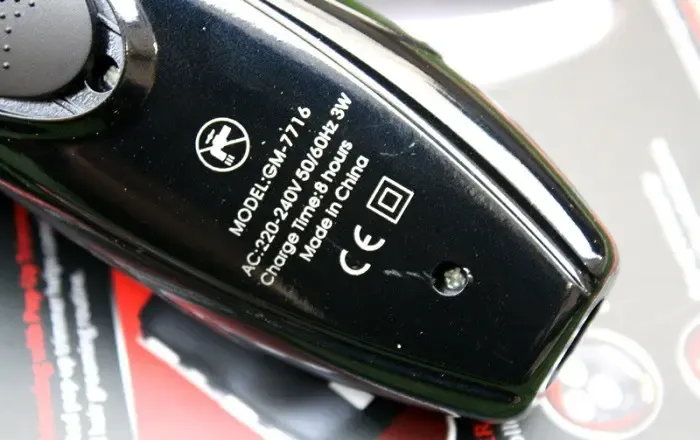 MODEL:GM-7716
AC:220-240V 50/60Hz 3W
Charge Time:8 hours
Made in China
CE